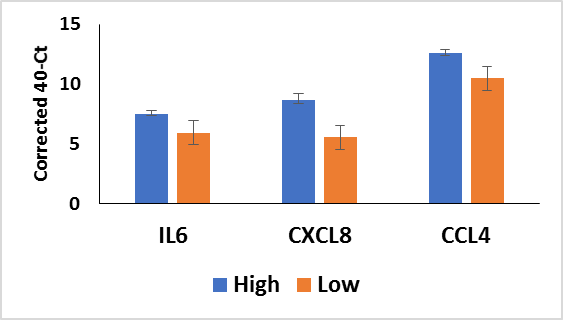 Corrected 40-Ct
15
10
5
0
IL6 CXCL8 CCL4
High Low